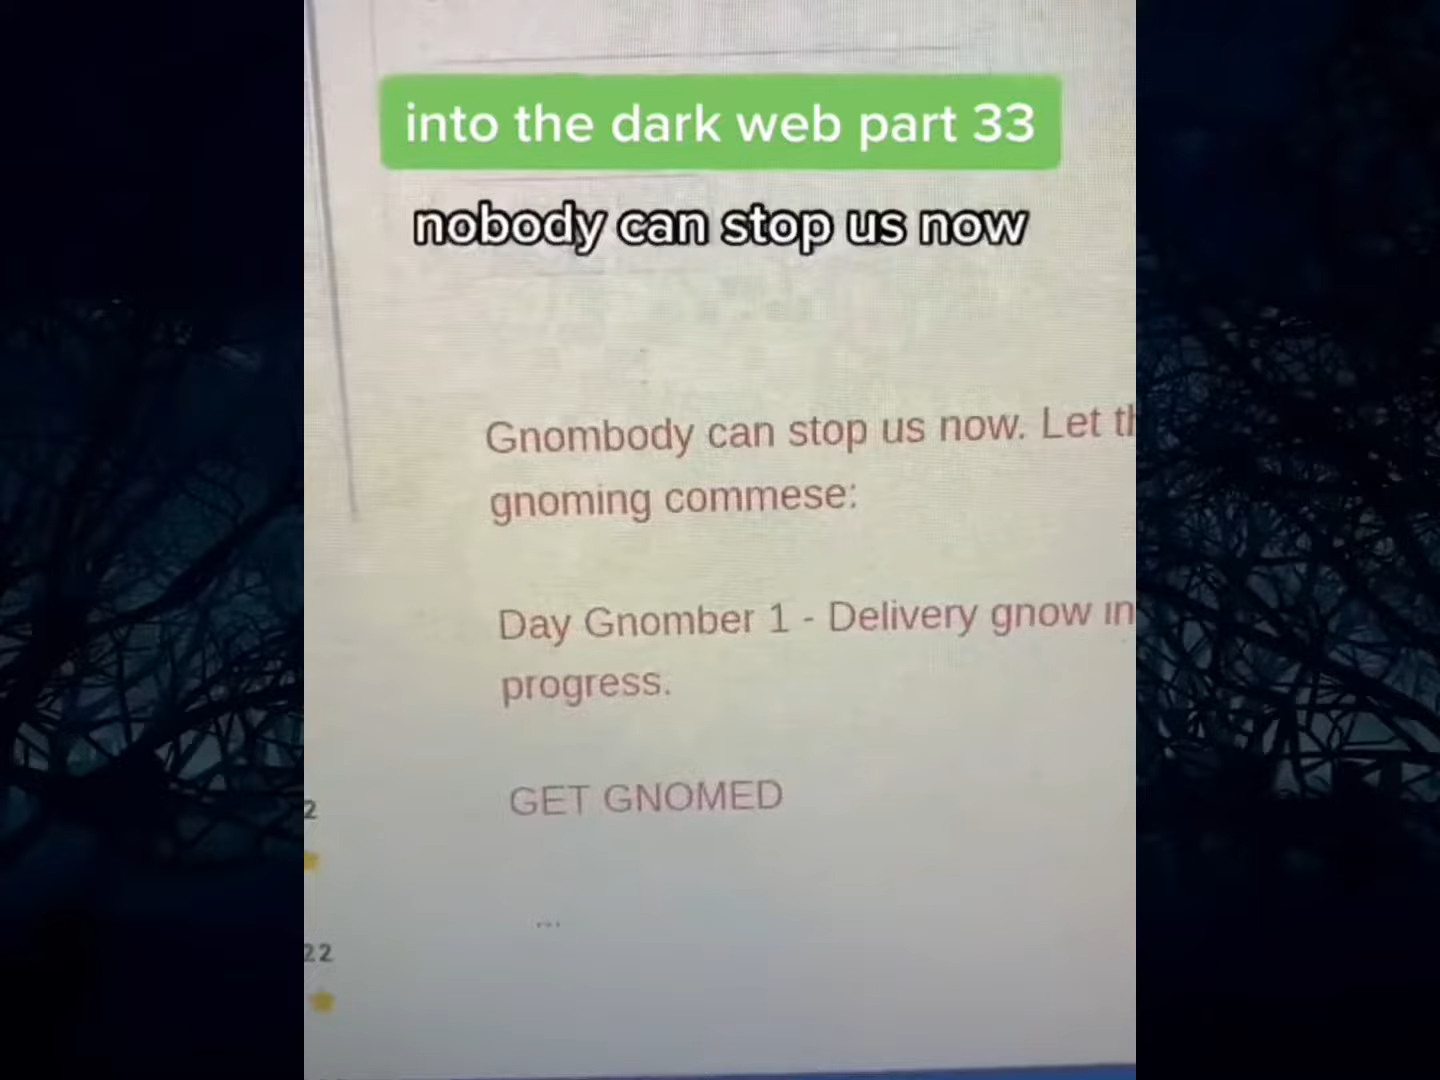 into the dark web part 33
nobody can stop us now
Gnombody can stop us now. Let
gnoming commese:
Day Gnomber 1 - Delivery gnow in
progress.
GET GNOMED
...
2
22